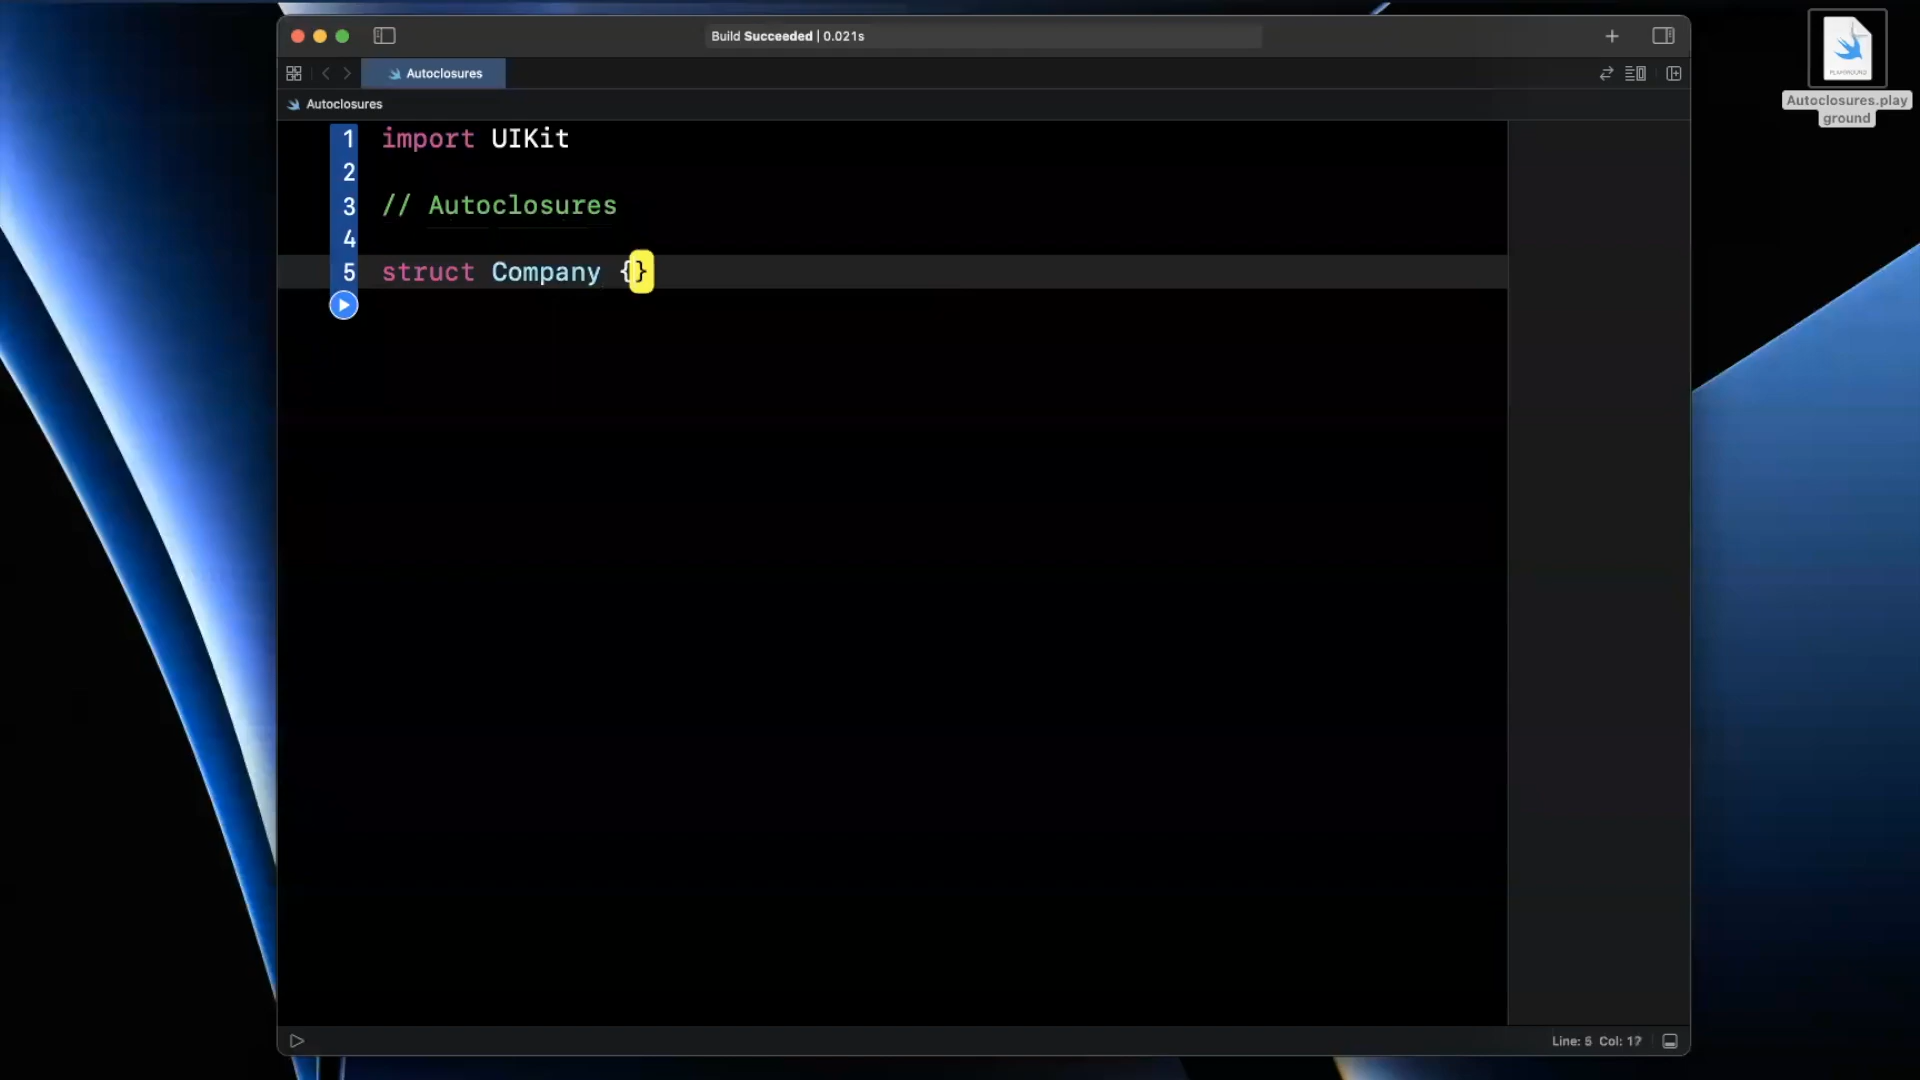 Build Succeeded | 0.021s
Autoclosures
Autoclosures
1 import UIKit
2
3 // Autoclosures
4
5 struct Company {}
Line: 5 Col: 17
PLAYGROUND
Autoclosures.play
ground